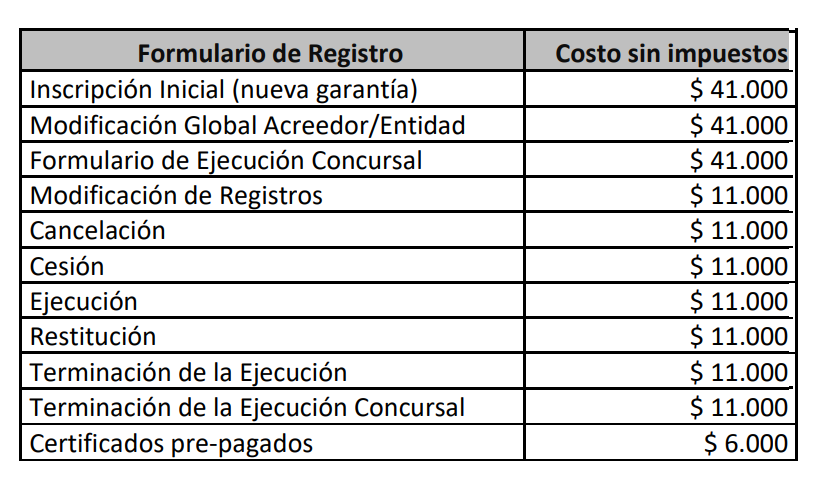 Formulario de Registro Costo sin impuestos
Inscripción Inicial (nueva garantía) $ 41.000
Modificación Global Acreedor/Entidad $ 41.000
Formulario de Ejecución Concursal $ 41.000
Modificación de Registros $ 11.000
Cancelación $ 11.000
Cesión $ 11.000
Ejecución $ 11.000
Restitución $ 11.000
Terminación de la Ejecución $ 11.000
Terminación de la Ejecución Concursal $ 11.000
Certificados pre-pagados $ 6.000